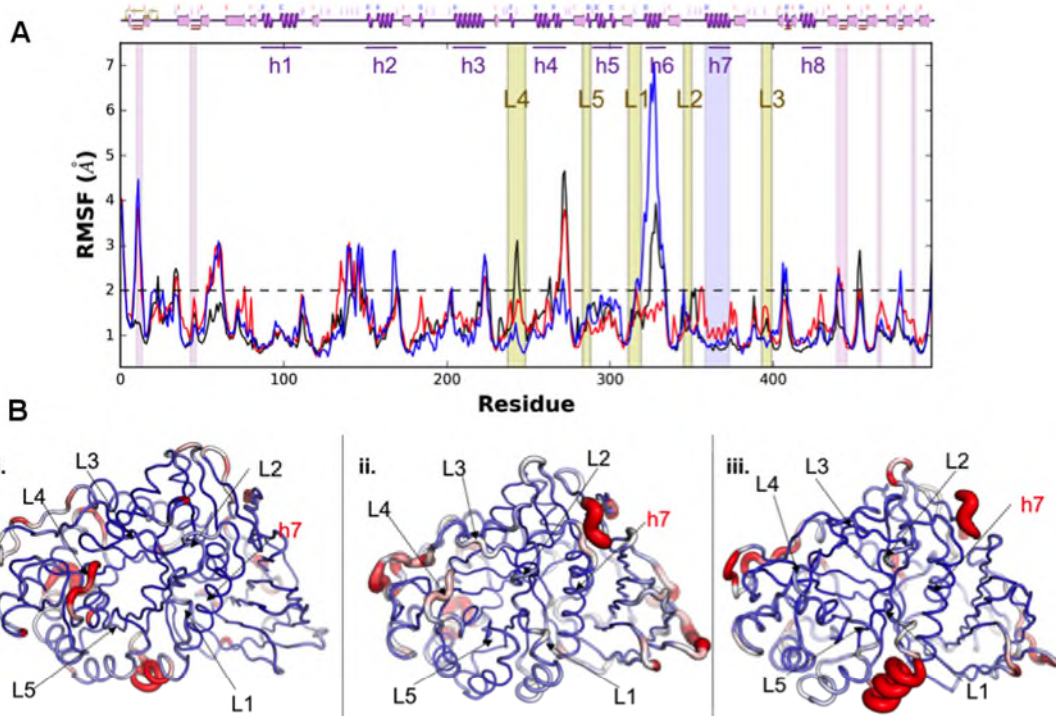 A
7
6
5
4
3
2
1
RMSF (Å)
h1 h2 h3 h4 h5 h6 h7 h8
L4 L5 L1 L2 L3
0 100 200 300 400
Residue
B
L3 L2 L4 h7 L5 L1
ii. L3 L2 L4 h7 L5 L1
iii. L3 L2 L4 h7 L5 L1